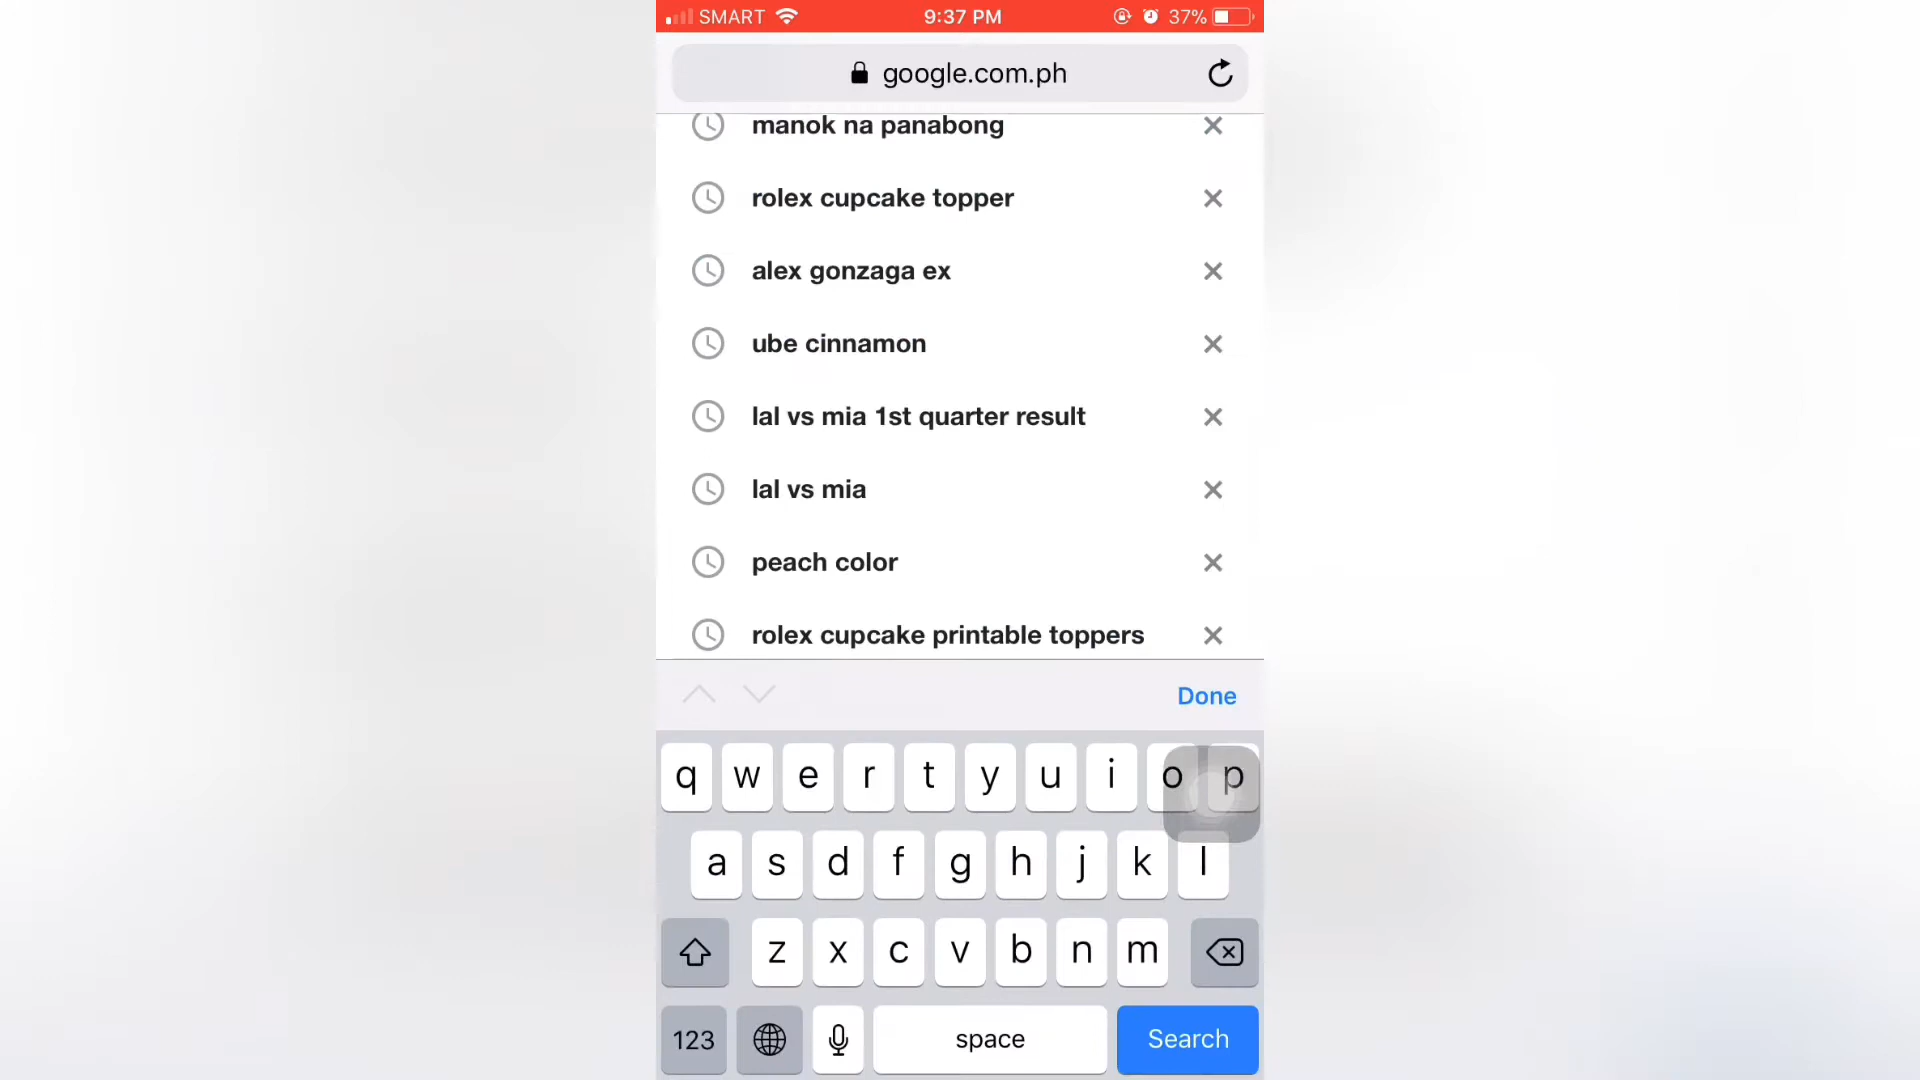 SMART 9:37 PM 37%
google.com.ph
manok na panabong
rolex cupcake topper
alex gonzaga ex
ube cinnamon
lal vs mia 1st quarter result
lal vs mia
peach color
rolex cupcake printable toppers
Done
q w e r t y u i o p
a s d f g h j k l
z x c v b n m
123 space Search